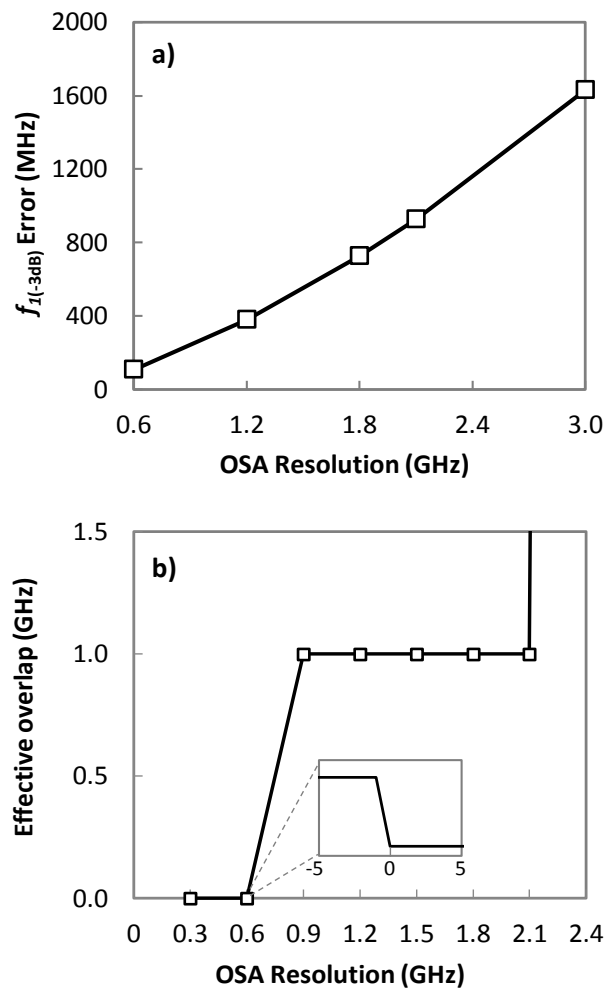 2000
a)
1600
1200
800
400
0
f1(-3dB) Error (MHz)
0.6 1.2 1.8 2.4 3.0
OSA Resolution (GHz)
1.5
b)
1.0
0.5
0.0
Effective overlap (GHz)
-5 0 5
0 0.3 0.6 0.9 1.2 1.5 1.8 2.1 2.4
OSA Resolution (GHz)